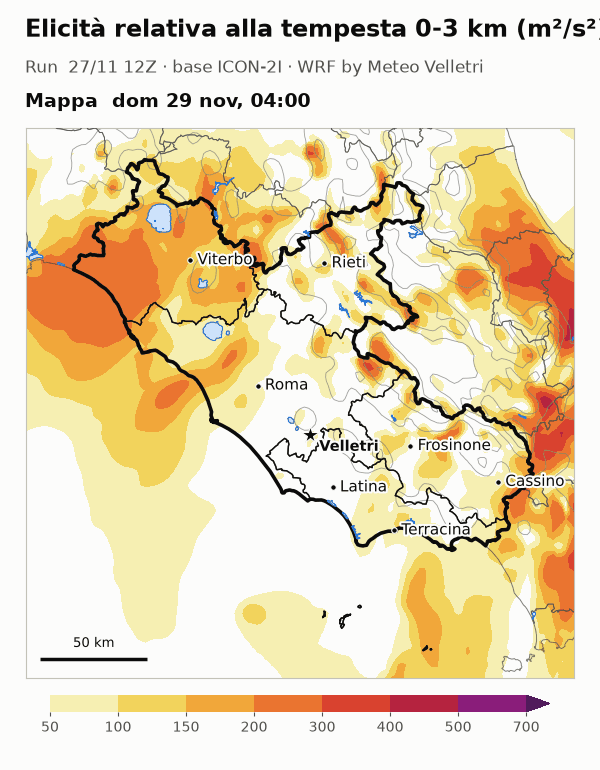 Elicità relativa alla tempesta 0-3 km (m²/s²)
Run  27/11 12Z · base ICON-2I · WRF by Meteo Velletri
Mappa  dom 29 nov, 04:00
Viterbo
Rieti
Roma
Velletri
Frosinone
Cassino
Latina
Terracina
50 km
50 100 150 200 300 400 500 700